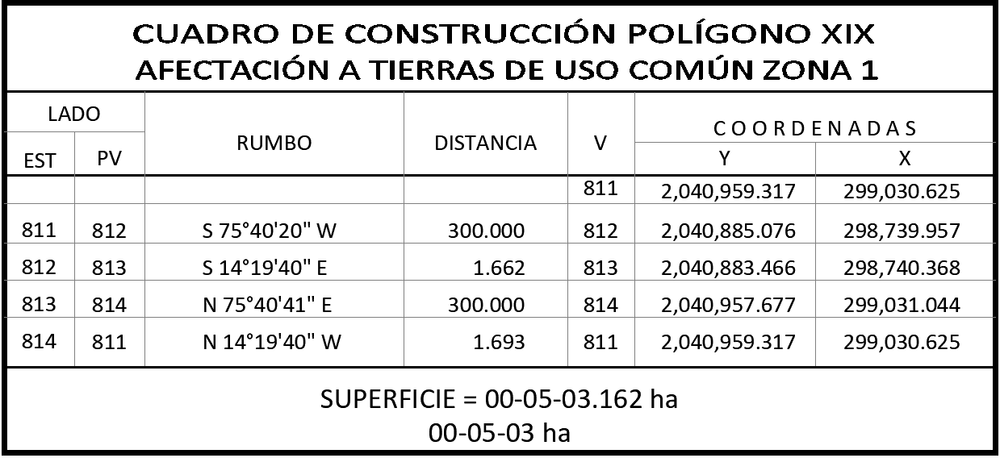 CUADRO DE CONSTRUCCIÓN POLÍGONO XIX
AFECTACIÓN A TIERRAS DE USO COMÚN ZONA 1
LADO RUMBO DISTANCIA V C O O R D E N A D A S
EST PV Y X
811 2,040,959.317 299,030.625
811 812 S 75°40'20" W 300.000 812 2,040,885.076 298,739.957
812 813 S 14°19'40" E 1.662 813 2,040,883.466 298,740.368
813 814 N 75°40'41" E 300.000 814 2,040,957.677 299,031.044
814 811 N 14°19'40" W 1.693 811 2,040,959.317 299,030.625
SUPERFICIE = 00-05-03.162 ha
00-05-03 ha